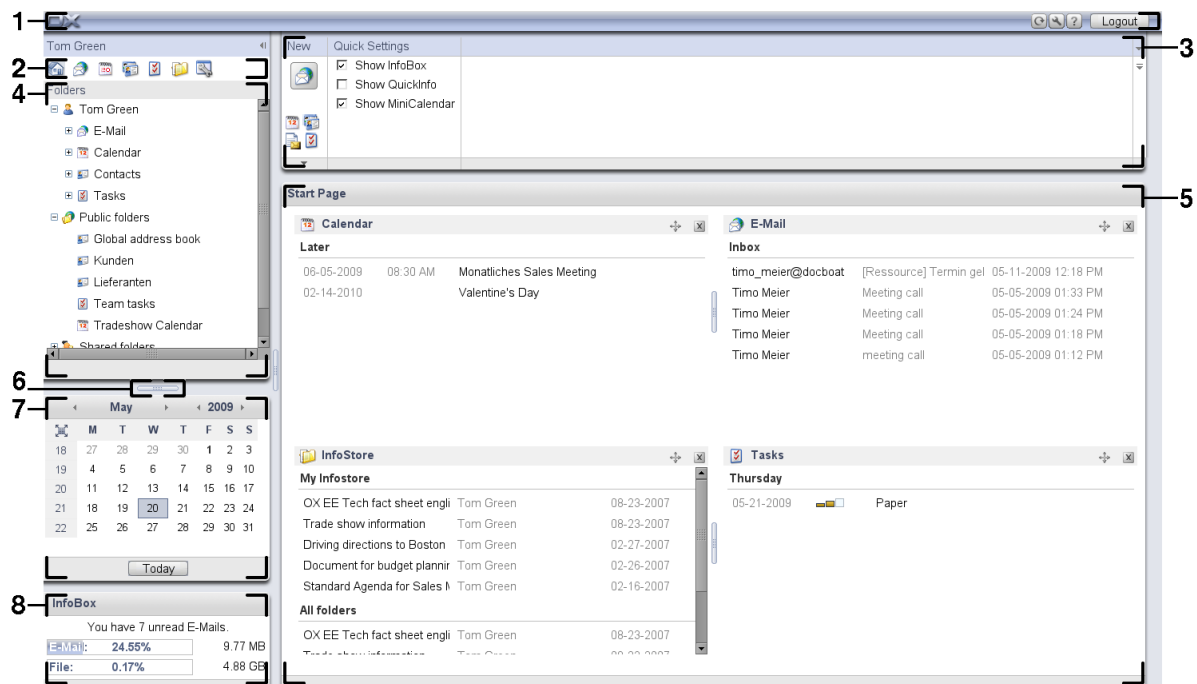 1
OX
Logout
Tom Green
2
4
Folders
Tom Green
E-Mail
Calendar
Contacts
Tasks
Public folders
Global address book
Kunden
Lieferanten
Team tasks
Tradeshow Calendar
Shared folders
New
Quick Settings
3
Show InfoBox
Show QuickInfo
Show MiniCalendar
Start Page
5
Calendar
Later
06-05-2009 08:30 AM Monatliches Sales Meeting
02-14-2010 Valentine's Day
E-Mail
Inbox
timo_meier@docboat [Ressource] Termin gel 05-11-2009 12:18 PM
Timo Meier Meeting call 05-05-2009 01:33 PM
Timo Meier Meeting call 05-05-2009 01:24 PM
Timo Meier Meeting call 05-05-2009 01:18 PM
Timo Meier meeting call 05-05-2009 01:12 PM
6
7
May 2009
M T W T F S S
18 27 28 29 30 1 2 3
19 4 5 6 7 8 9 10
20 11 12 13 14 15 16 17
21 18 19 20 21 22 23 24
22 25 26 27 28 29 30 31
Today
8
InfoBox
You have 7 unread E-Mails.
E-Mail: 24.55% 9.77 MB
File: 0.17% 4.88 GB
InfoStore
My Infostore
OX EE Tech fact sheet engli Tom Green 08-23-2007
Trade show information Tom Green 08-23-2007
Driving directions to Boston Tom Green 02-27-2007
Document for budget plannin Tom Green 02-26-2007
Standard Agenda for Sales M Tom Green 02-16-2007
All folders
OX EE Tech fact sheet engli Tom Green 08-23-2007
Trade show information Tom Green 08-23-2007
Tasks
Thursday
05-21-2009 Paper